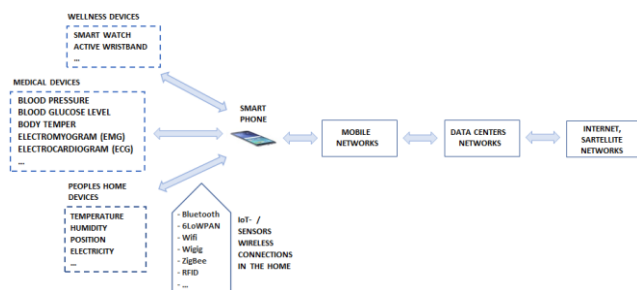 WELLNESS DEVICES
SMART WATCH
ACTIVE WRISTBAND
...
MEDICAL DEVICES
BLOOD PRESSURE
BLOOD GLUCOSE LEVEL
BODY TEMPER
ELECTROMYOGRAM (EMG)
ELECTROCARDIOGRAM (ECG)
...
SMART
PHONE
MOBILE
NETWORKS
DATA CENTERS
NETWORKS
INTERNET,
SARTELLITE
NETWORKS
PEOPLES HOME
DEVICES
TEMPERATURE
HUMIDITY
POSITION
ELECTRICITY
...
- Bluetooth
- 6LoWPAN
- Wifi
- Wigig
- ZigBee
- RFID
- ...
IoT- /
SENSORS
WIRELESS
CONNECTIONS
IN THE HOME